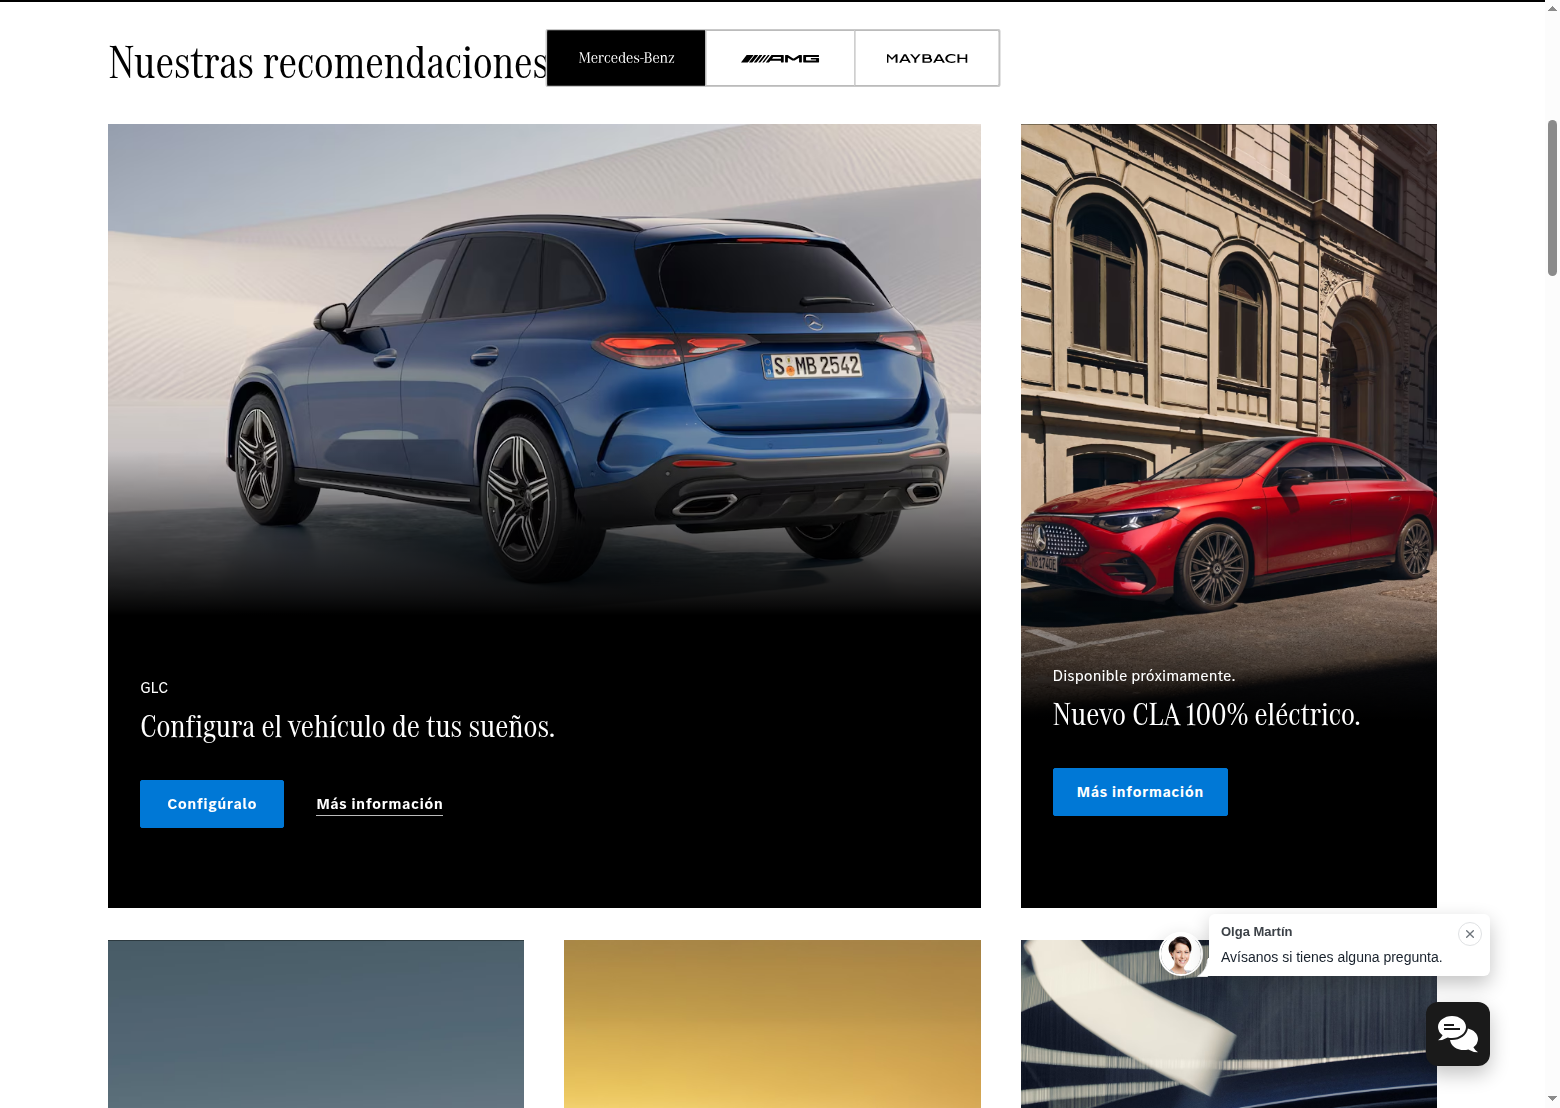 Nuestras recomendaciones
Mercedes-Benz
AMG
MAYBACH
S MB 2542
GLC
Configura el vehículo de tus sueños.
Configúralo
Más información
Disponible próximamente.
Nuevo CLA 100% eléctrico.
Más información
Olga Martín
Avísanos si tienes alguna pregunta.